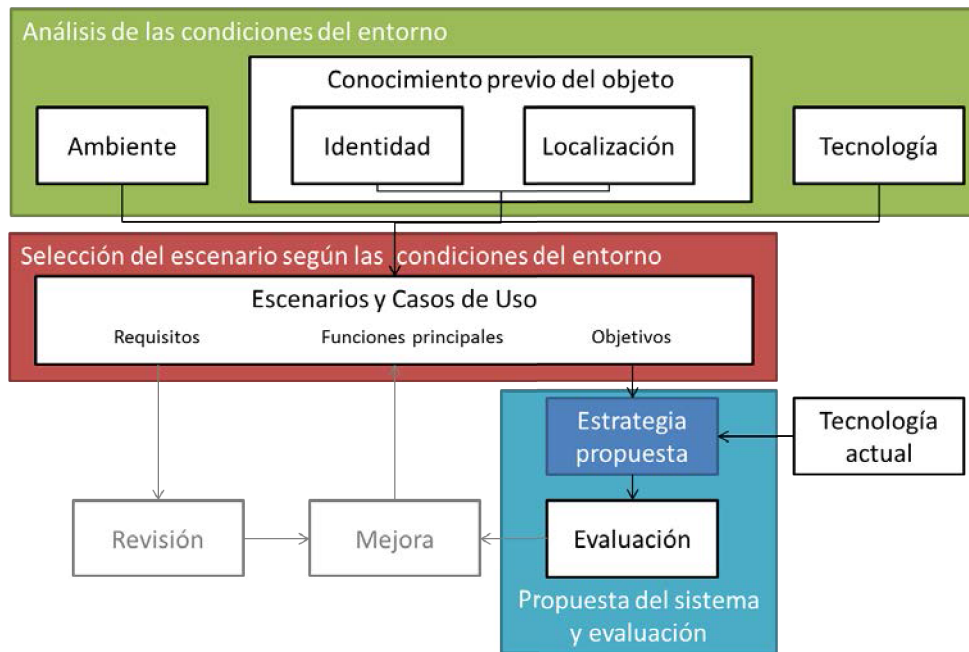 Análisis de las condiciones del entorno
Conocimiento previo del objeto
Ambiente
Identidad
Localización
Tecnología
Selección del escenario según las condiciones del entorno
Escenarios y Casos de Uso
Requisitos
Funciones principales
Objetivos
Estrategia
propuesta
Tecnología
actual
Revisión
Mejora
Evaluación
Propuesta del sistema
y evaluación